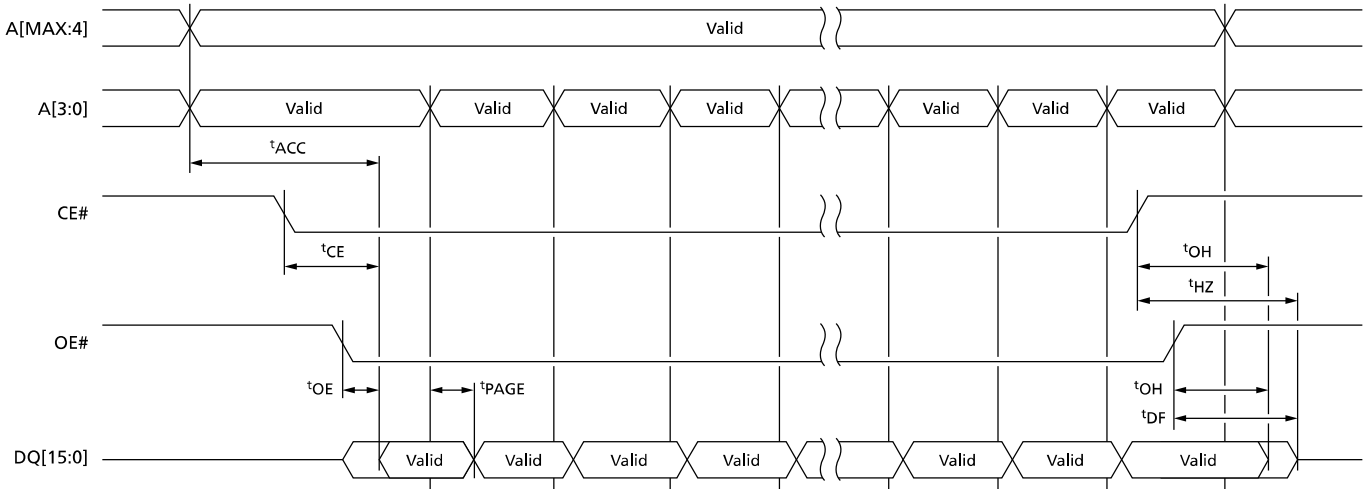 A[MAX:4] Valid
A[3:0] Valid Valid Valid Valid Valid Valid Valid
tACC
CE#
tCE tOH
tHZ
OE#
tOE tPAGE tOH
tDF
DQ[15:0] Valid Valid Valid Valid Valid Valid Valid